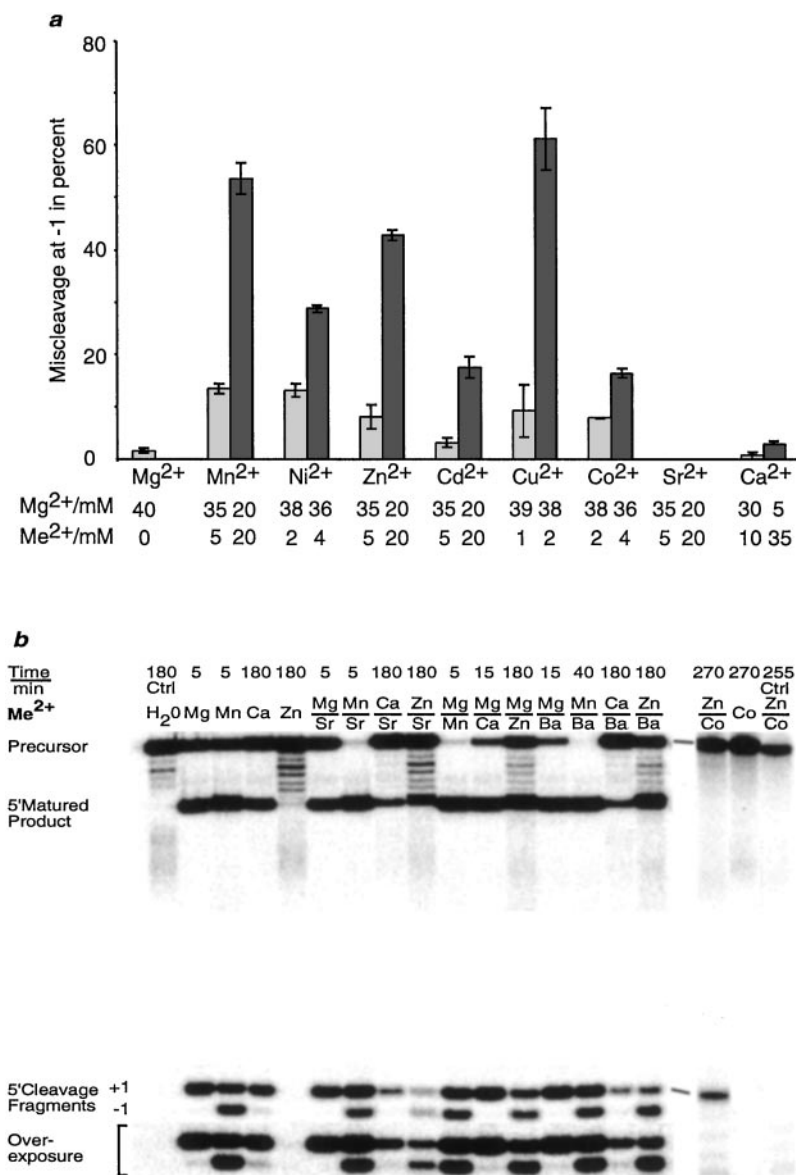 a
80
60
40
20
0
Miscleavage at -1 in percent
Mg2+ Mn2+ Ni2+ Zn2+ Cd2+ Cu2+ Co2+ Sr2+ Ca2+
Mg2+/mM 40 35 20 38 36 35 20 35 20 39 38 38 36 35 20 30 5
Me2+/mM 0 5 20 2 4 5 20 5 20 1 2 2 4 5 20 10 35
b
Time 180 5 5 180 180 5 5 180 180 5 15 180 15 40 180 180 270 270 255
min Ctrl Ctrl
Me2+ H20 Mg Mn Ca Zn Mg/Sr Mn/Sr Ca/Sr Zn/Sr Mg/Mn Mg/Ca Mg/Zn Mg/Ba Mn/Ba Ca/Ba Zn/Ba Zn/Co Co Zn/Co
Precursor
5'Matured
Product
5'Cleavage +1
Fragments -1
Over-
exposure